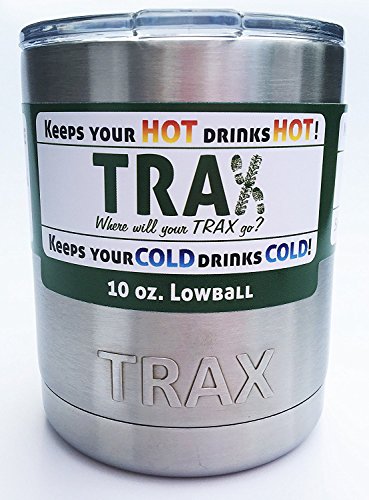 Keeps your HOT drinks HOT!
TRAX
Where will your TRAX go?
Keeps your COLD drinks COLD!
10 oz. Lowball
TRAX